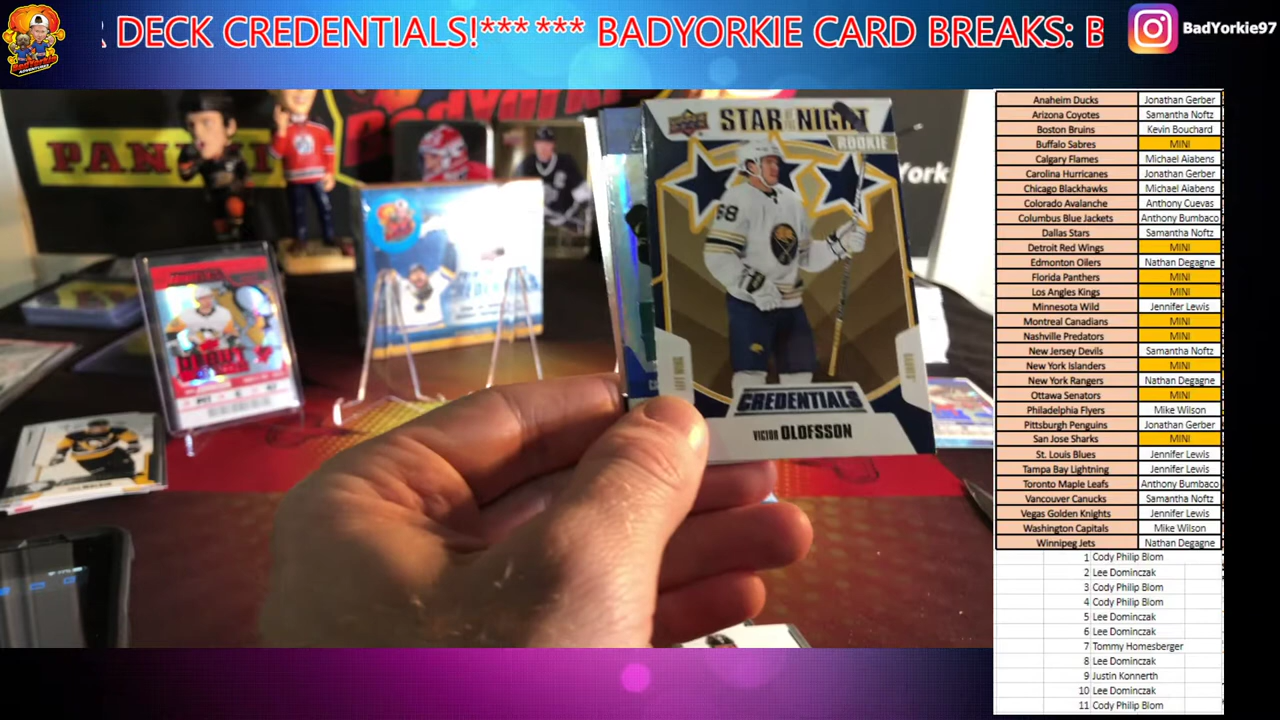 DECK CREDENTIALS!*** *** BADYORKIE CARD BREAKS: B
BadYorkie97
PANINI
STAR OF THE NIGHT
ROOKIE
68
CREDENTIALS
VICTOR OLOFSSON
York
Anaheim Ducks Jonathan Gerber
Arizona Coyotes Samantha Noftz
Boston Bruins Kevin Bouchard
Buffalo Sabres MINI
Calgary Flames Michael Aiabens
Carolina Hurricanes Jonathan Gerber
Chicago Blackhawks Michael Aiabens
Colorado Avalanche Anthony Cuevas
Columbus Blue Jackets Anthony Bumbaco
Dallas Stars Samantha Noftz
Detroit Red Wings MINI
Edmonton Oilers Nathan Degagne
Florida Panthers MINI
Los Angles Kings MINI
Minnesota Wild Jennifer Lewis
Montreal Canadians MINI
Nashville Predators MINI
New Jersey Devils Samantha Noftz
New York Islanders MINI
New York Rangers Nathan Degagne
Ottawa Senators MINI
Philadelphia Flyers Mike Wilson
Pittsburgh Penguins Jonathan Gerber
San Jose Sharks MINI
St. Louis Blues Jennifer Lewis
Tampa Bay Lightning Jennifer Lewis
Toronto Maple Leafs Anthony Bumbaco
Vancouver Canucks Samantha Noftz
Vegas Golden Knights Jennifer Lewis
Washington Capitals Mike Wilson
Winnipeg Jets Nathan Degagne
1 Cody Philip Blom
2 Lee Dominczak
3 Cody Philip Blom
4 Cody Philip Blom
5 Lee Dominczak
6 Lee Dominczak
7 Tommy Homesberger
8 Lee Dominczak
9 Justin Konnerth
10 Lee Dominczak
11 Cody Philip Blom